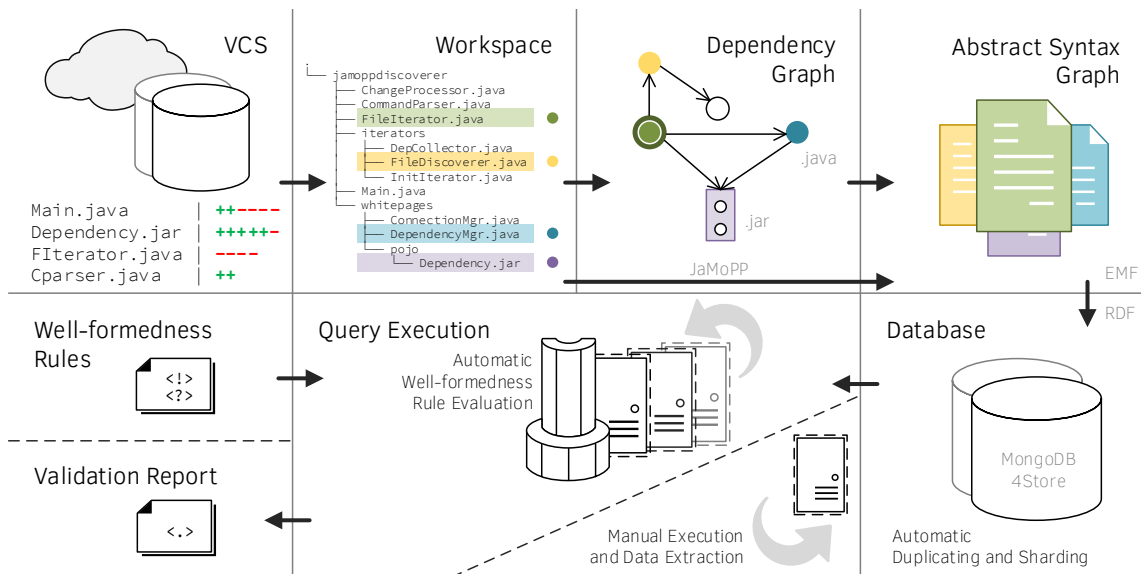 VCS
Main.java | ++----
Dependency.jar | +++++-
FIterator.java | ----
Cparser.java | ++
Workspace
.
jamoppdiscoverer
ChangeProcessor.java
CommandParser.java
FileIterator.java
iterators
DepCollector.java
FileDiscoverer.java
InitIterator.java
Main.java
whitepages
ConnectionMgr.java
DependencyMgr.java
pojo
Dependency.jar
Dependency
Graph
.java
.jar
JaMoPP
Abstract Syntax
Graph
EMF
RDF
Well-formedness
Rules
<!>
<?>
Validation Report
<.>
Query Execution
Automatic
Well-formedness
Rule Evaluation
Manual Execution
and Data Extraction
Database
MongoDB
4Store
Automatic
Duplicating and Sharding